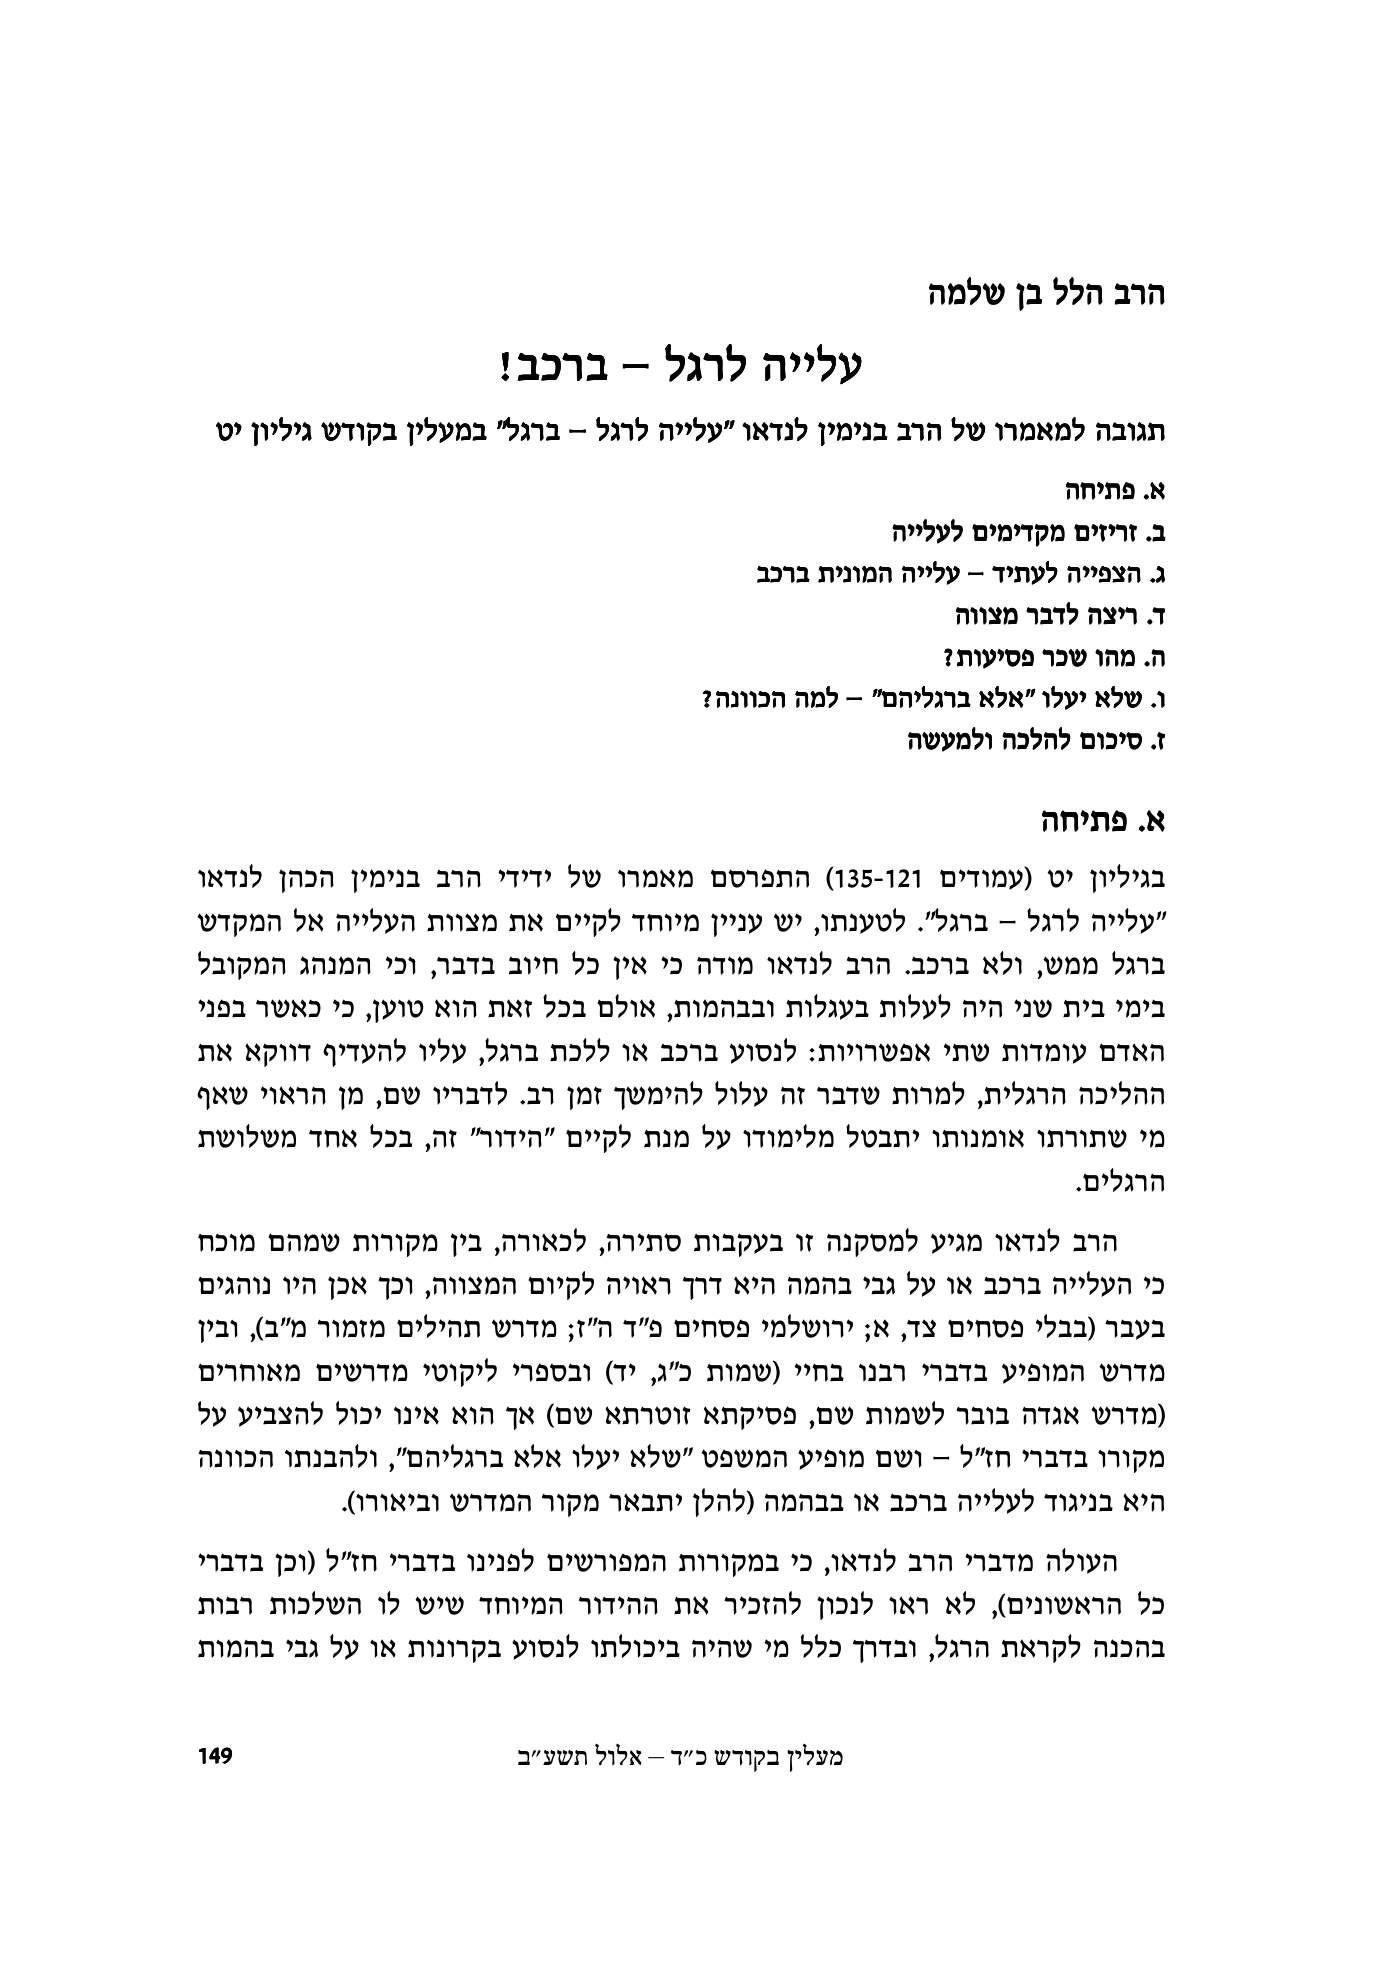 הרב הלל בן שלמה
עלייה לרגל – ברכב!
תגובה למאמרו של הרב בנימין לנדאו "עלייה לרגל – ברגל" במעלין בקודש גיליון יט
א. פתיחה
ב. זריזים מקדימים לעלייה
ג. הצפייה לעתיד – עלייה המונית ברכב
ד. ריצה לדבר מצווה
ה. מהו שכר פסיעות?
ו. שלא יעלו "אלא ברגליהם" – למה הכוונה?
ז. סיכום להלכה ולמעשה
א. פתיחה
בגיליון יט (עמודים 135-121) התפרסם מאמרו של ידידי הרב בנימין הכהן לנדאו
"עלייה לרגל – ברגל". לטענתו, יש עניין מיוחד לקיים את מצוות העלייה אל המקדש
ברגל ממש, ולא ברכב. הרב לנדאו מודה כי אין כל חיוב בדבר, וכי המנהג המקובל
בימי בית שני היה לעלות בעגלות ובבהמות, אולם בכל זאת הוא טוען, כי כאשר בפני
האדם עומדות שתי אפשרויות: לנסוע ברכב או ללכת ברגל, עליו להעדיף דווקא את
ההליכה הרגלית, למרות שדבר זה עלול להימשך זמן רב. לדבריו שם, מן הראוי שאף
מי שתורתו אומנותו יתבטל מלימודו על מנת לקיים "הידור" זה, בכל אחד משלושת
הרגלים.
הרב לנדאו מגיע למסקנה זו בעקבות סתירה, לכאורה, בין מקורות שמהם מוכח
כי העלייה ברכב או על גבי בהמה היא דרך ראויה לקיום המצווה, וכך אכן היו נוהגים
בעבר (בבלי פסחים צד, א; ירושלמי פסחים פ"ד ה"ז; מדרש תהילים מזמור מ"ב), ובין
מדרש המופיע בדברי רבנו בחיי (שמות כ"ג, יד) ובספרי ליקוטי מדרשים מאוחרים
(מדרש אגדה בובר לשמות שם, פסיקתא זוטרתא שם) אך הוא אינו יכול להצביע על
מקורו בדברי חז"ל – ושם מופיע המשפט "שלא יעלו אלא ברגליהם", ולהבנתו הכוונה
היא בניגוד לעלייה ברכב או בבהמה (להלן יתבאר מקור המדרש וביאורו).
העולה מדברי הרב לנדאו, כי במקורות המפורשים לפנינו בדברי חז"ל (וכן בדברי
כל הראשונים), לא ראו לנכון להזכיר את ההידור המיוחד שיש לו השלכות רבות
בהכנה לקראת הרגל, ובדרך כלל מי שהיה ביכולתו לנסוע בקרונות או על גבי בהמות
מעלין בקודש כ"ד – אלול תשע"ב
149